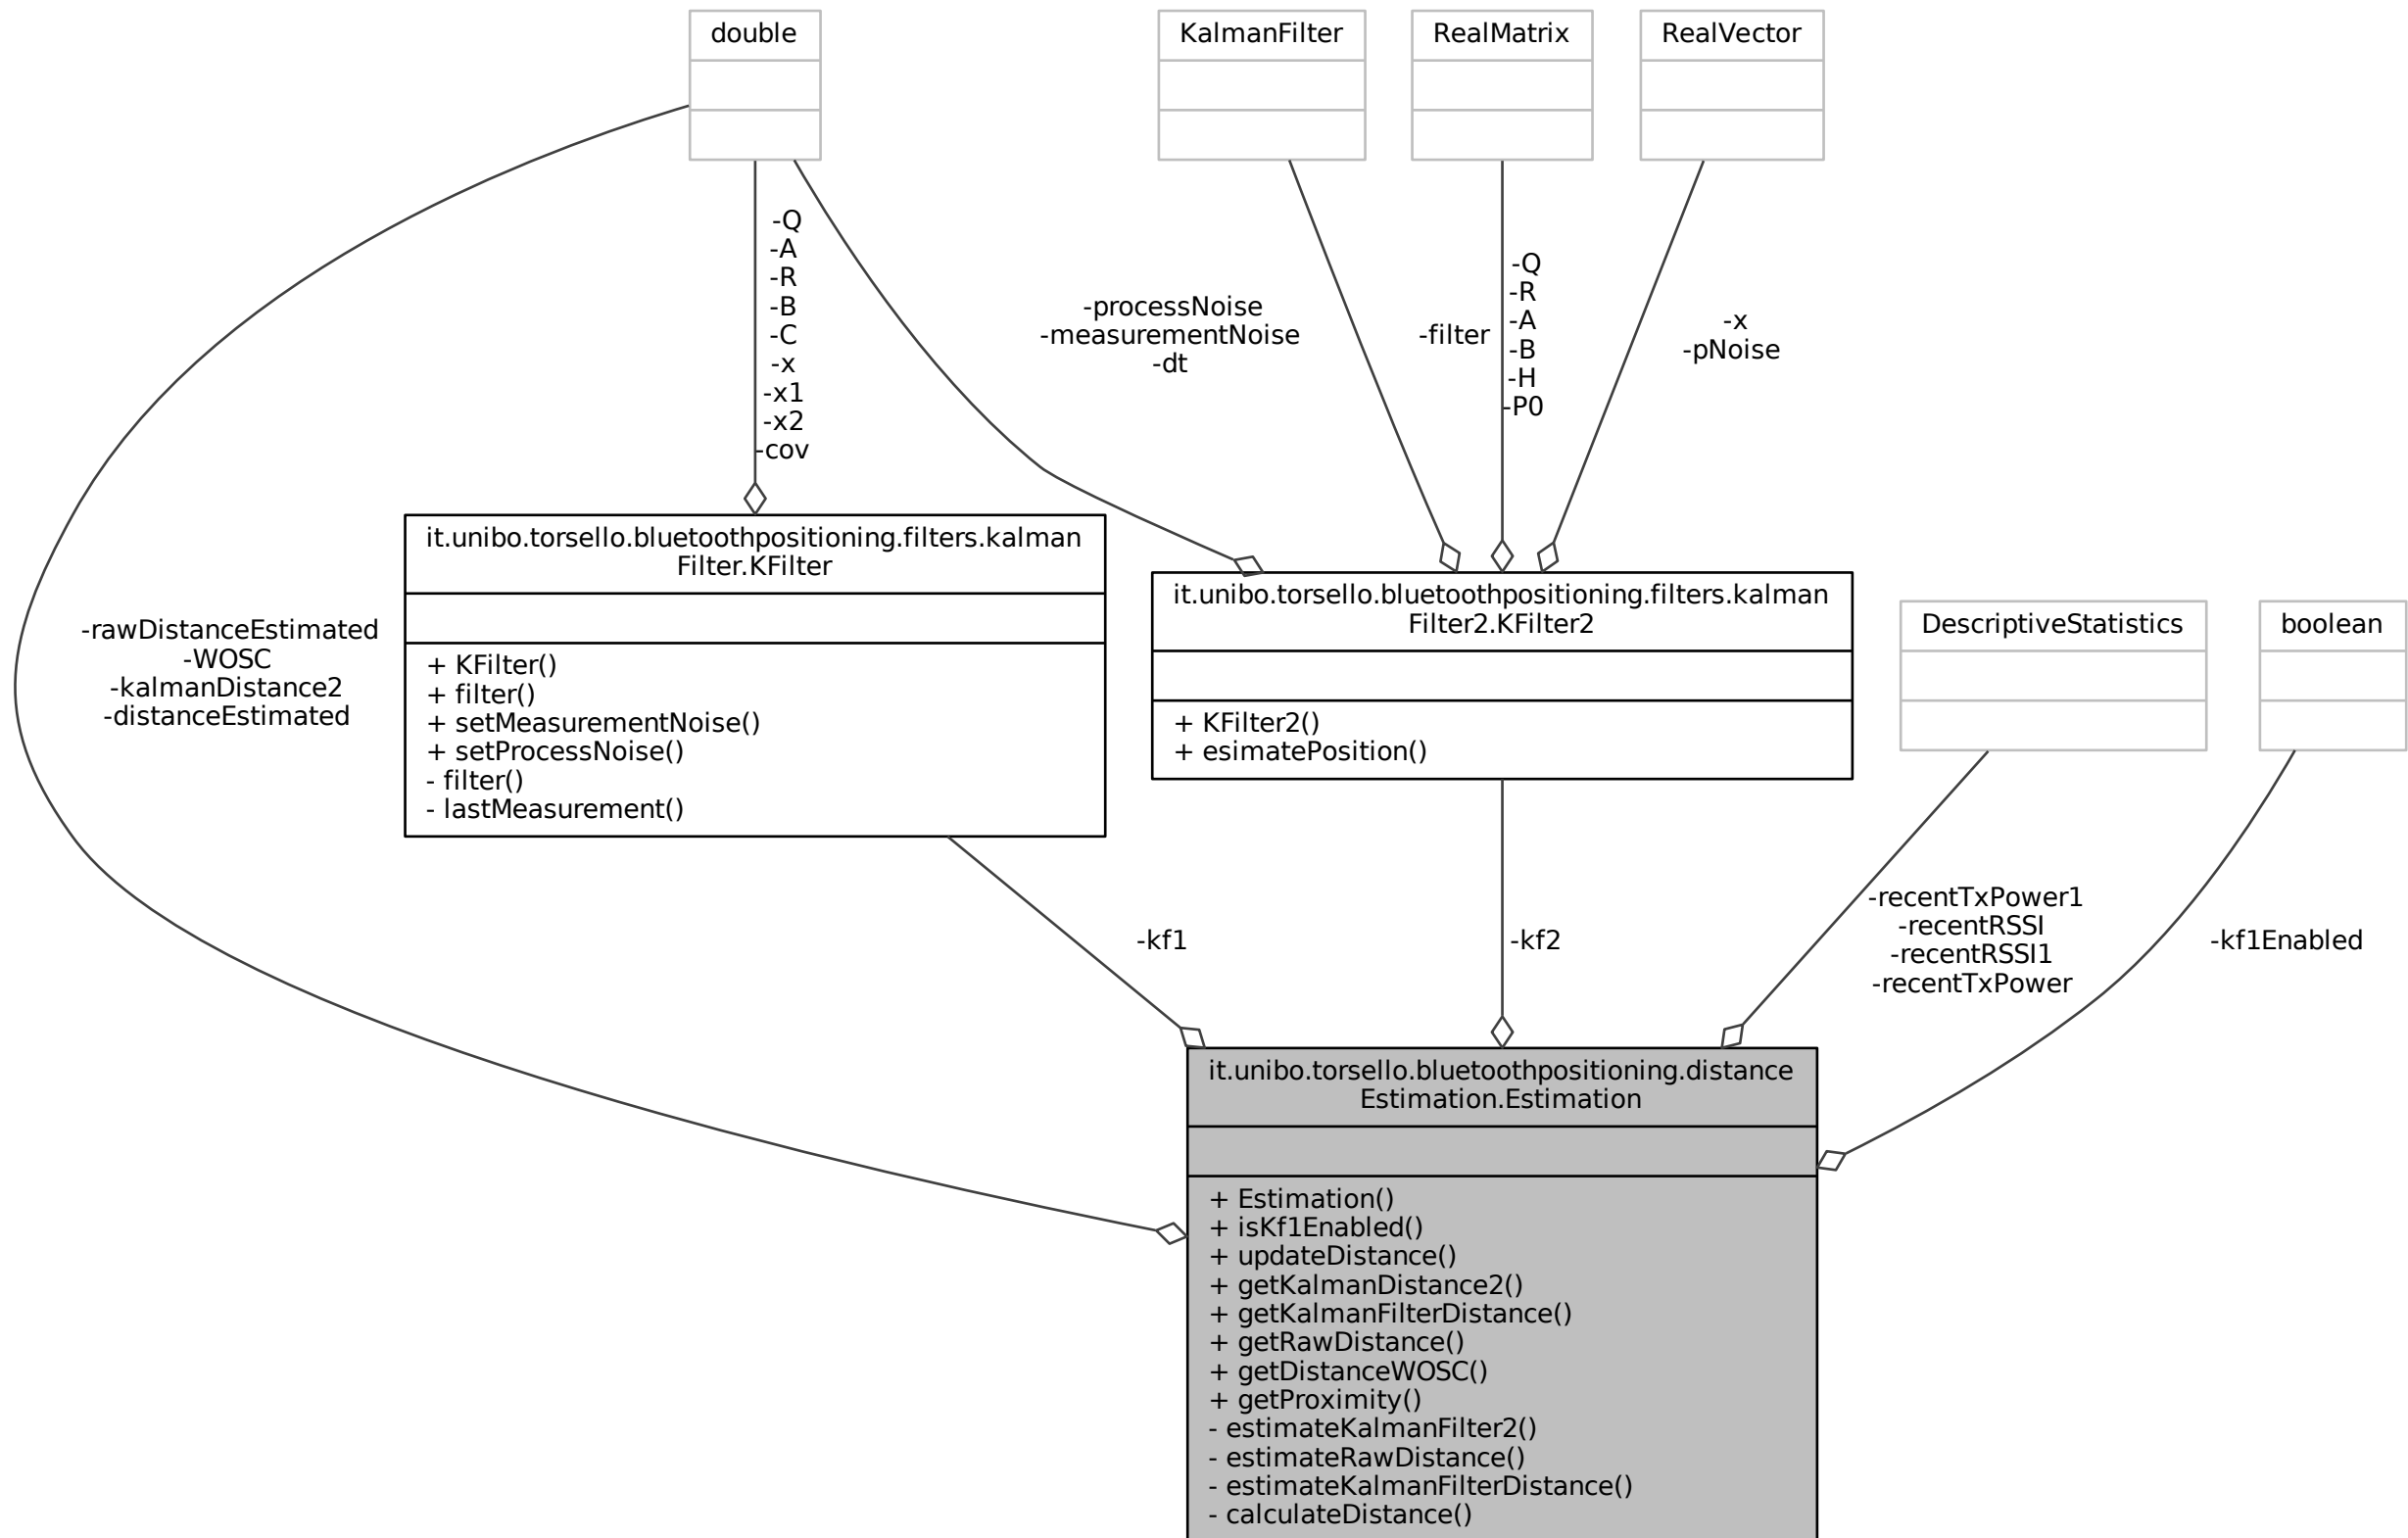 double
KalmanFilter
RealMatrix
RealVector
-Q
-A
-R
-B
-C
-x
-x1
-x2
-cov
-processNoise
-measurementNoise
-dt
-filter
-Q
-R
-A
-B
-H
-P0
-x
-pNoise
-rawDistanceEstimated
-WOSC
-kalmanDistance2
-distanceEstimated
it.unibo.torsello.bluetoothpositioning.filters.kalman
Filter.KFilter
+ KFilter()
+ filter()
+ setMeasurementNoise()
+ setProcessNoise()
- filter()
- lastMeasurement()
it.unibo.torsello.bluetoothpositioning.filters.kalman
Filter2.KFilter2
+ KFilter2()
+ esimatePosition()
DescriptiveStatistics
boolean
-kf1
-kf2
-recentTxPower1
-recentRSSI
-recentRSSI1
-recentTxPower
-kf1Enabled
it.unibo.torsello.bluetoothpositioning.distance
Estimation.Estimation
+ Estimation()
+ isKf1Enabled()
+ updateDistance()
+ getKalmanDistance2()
+ getKalmanFilterDistance()
+ getRawDistance()
+ getDistanceWOSC()
+ getProximity()
- estimateKalmanFilter2()
- estimateRawDistance()
- estimateKalmanFilterDistance()
- calculateDistance()